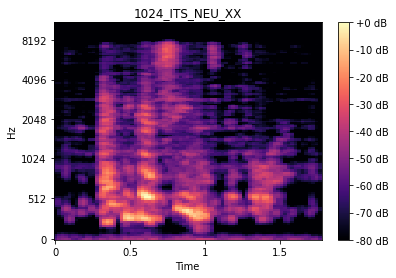 1024_ITS_NEU_XX
Hz
8192
4096
2048
1024
512
0
0
0.5
1
1.5
Time
+0 dB
-10 dB
-20 dB
-30 dB
-40 dB
-50 dB
-60 dB
-70 dB
-80 dB